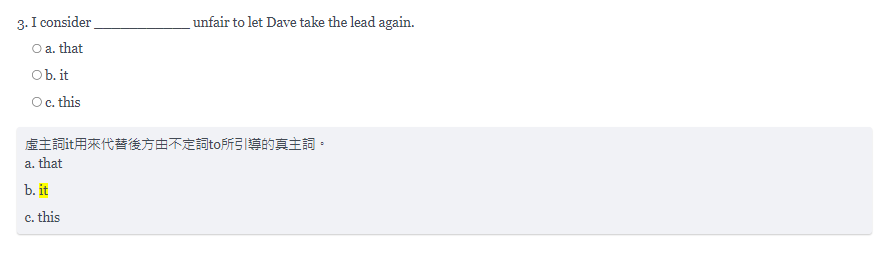 3. I consider _____________ unfair to let Dave take the lead again.
a. that
b. it
c. this
虛主詞it用來代替後方由不定詞to所引導的真主詞。
a. that
b. it
c. this